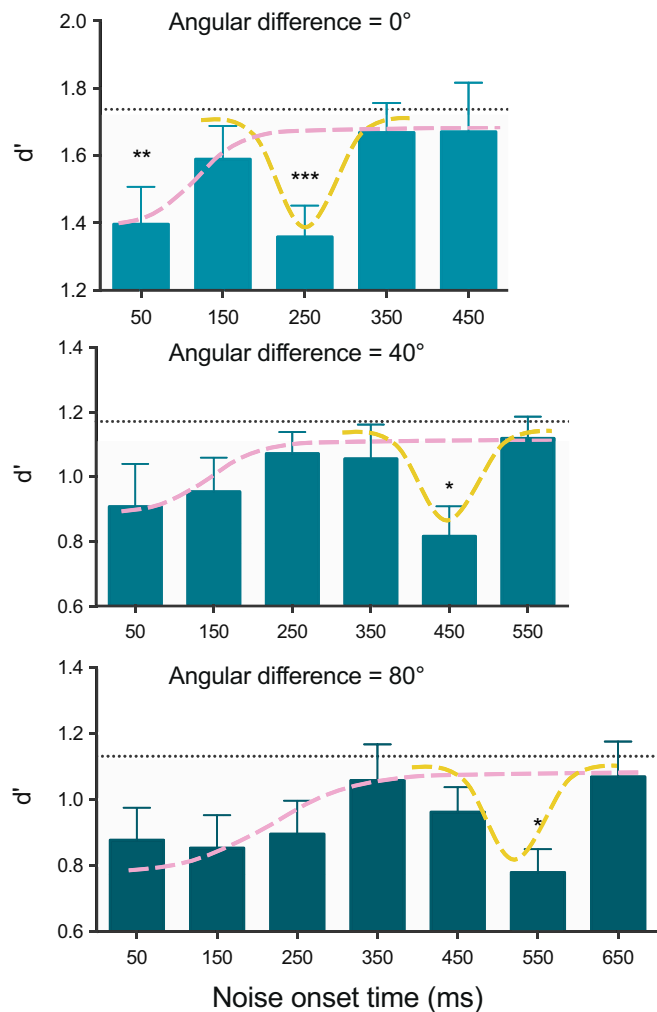 Angular difference = 0°
2.0
1.8
1.6
1.4
1.2
d'
**
***
50 150 250 350 450
Angular difference = 40°
1.4
1.2
1.0
0.8
0.6
d'
*
50 150 250 350 450 550
Angular difference = 80°
1.4
1.2
1.0
0.8
0.6
d'
*
50 150 250 350 450 550 650
Noise onset time (ms)